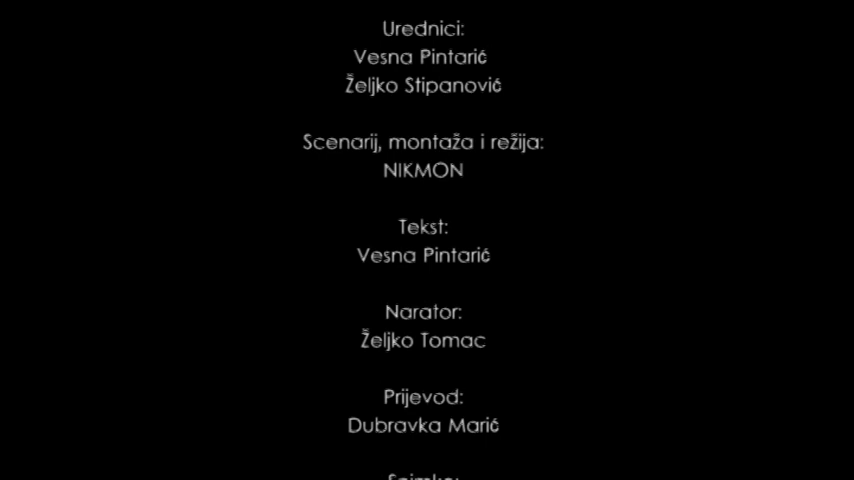 Urednici:
Vesna Pintarić
Željko Stipanović
Scenarij, montaža i režija:
NIKMON
Tekst:
Vesna Pintarić
Narator:
Željko Tomac
Prijevod:
Dubravka Marić